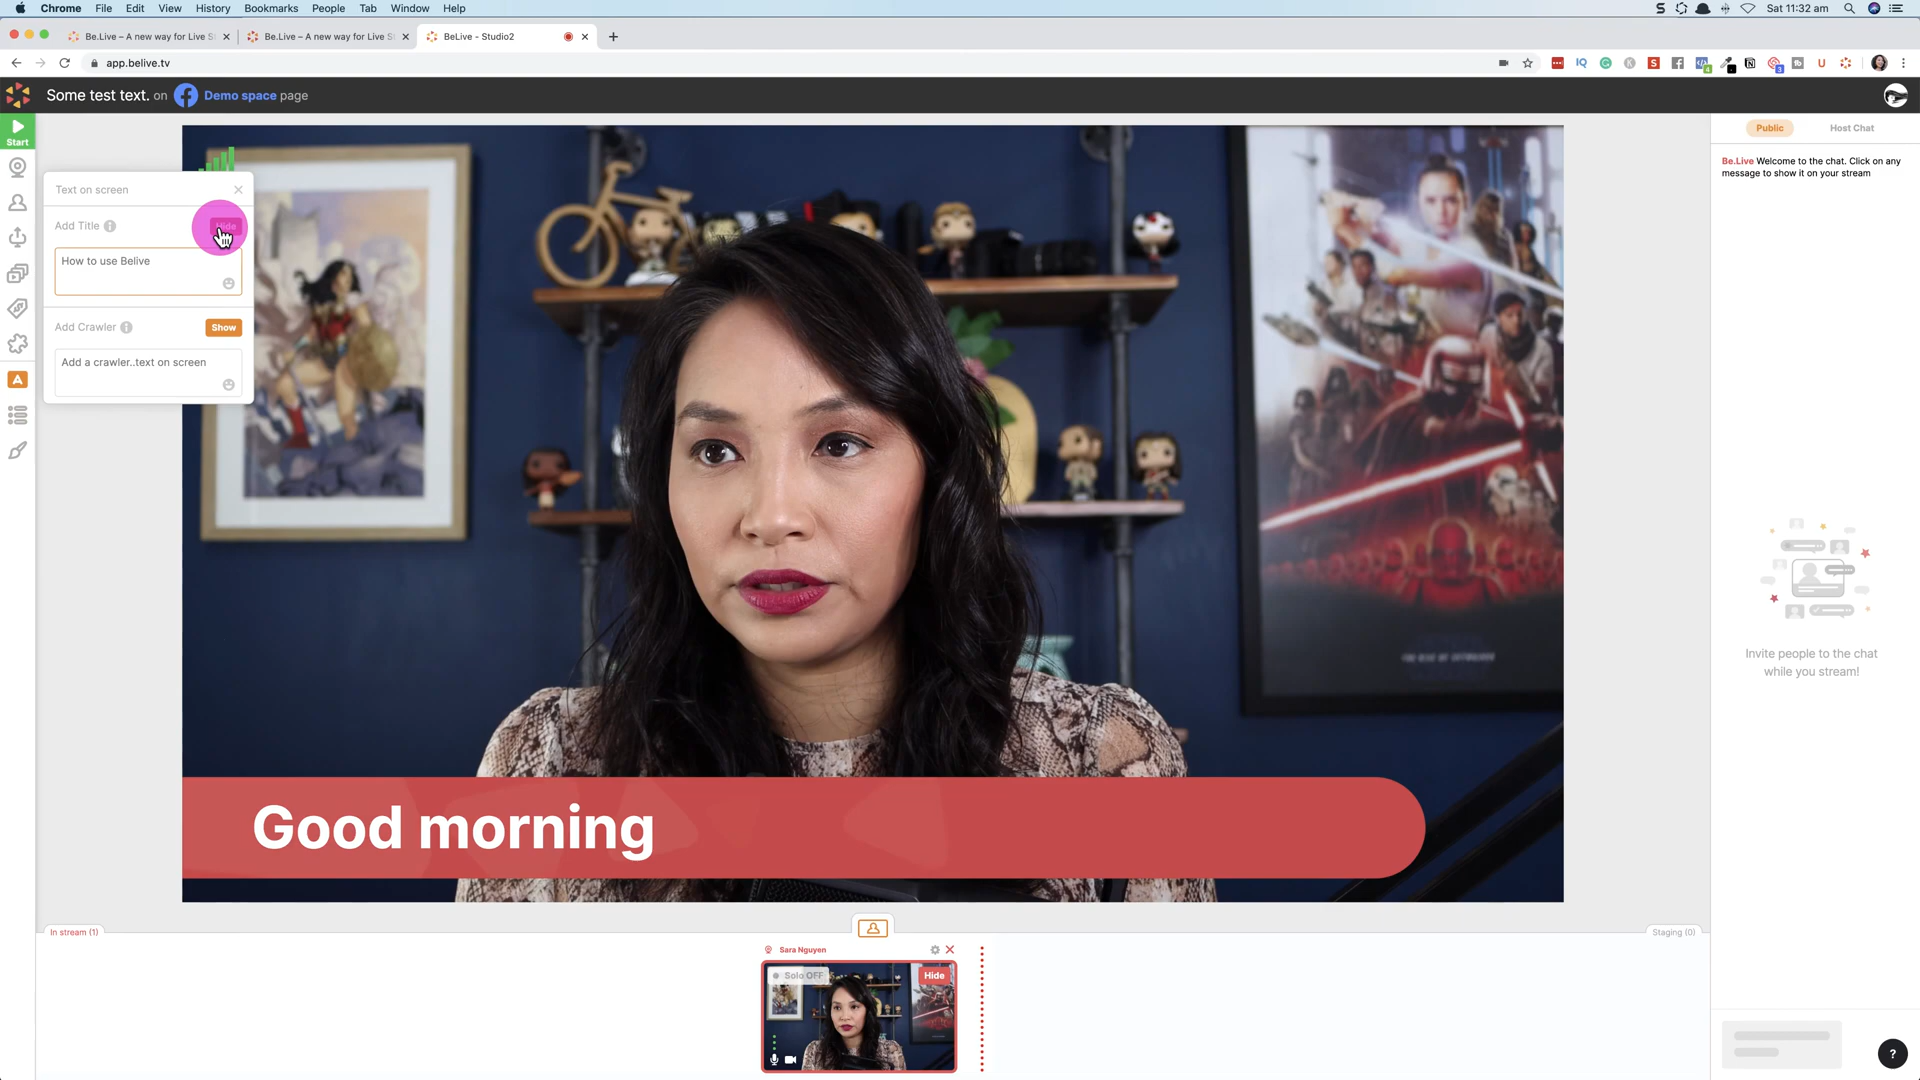 Chrome File Edit View History Bookmarks People Tab Window Help
Sat 11:32 am
Be.Live – A new way for Live S
Be.Live – A new way for Live S
BeLive - Studio2
app.belive.tv
Some test text. on Demo space page
Start
Public
Host Chat
Be.Live Welcome to the chat. Click on any
message to show it on your stream
Text on screen
Add Title
Hide
How to use Belive
Add Crawler
Show
Add a crawler..text on screen
A
Good morning
Invite people to the chat
while you stream!
In stream (1)
Staging (0)
Sara Nguyen
Solo OFF
Hide
?